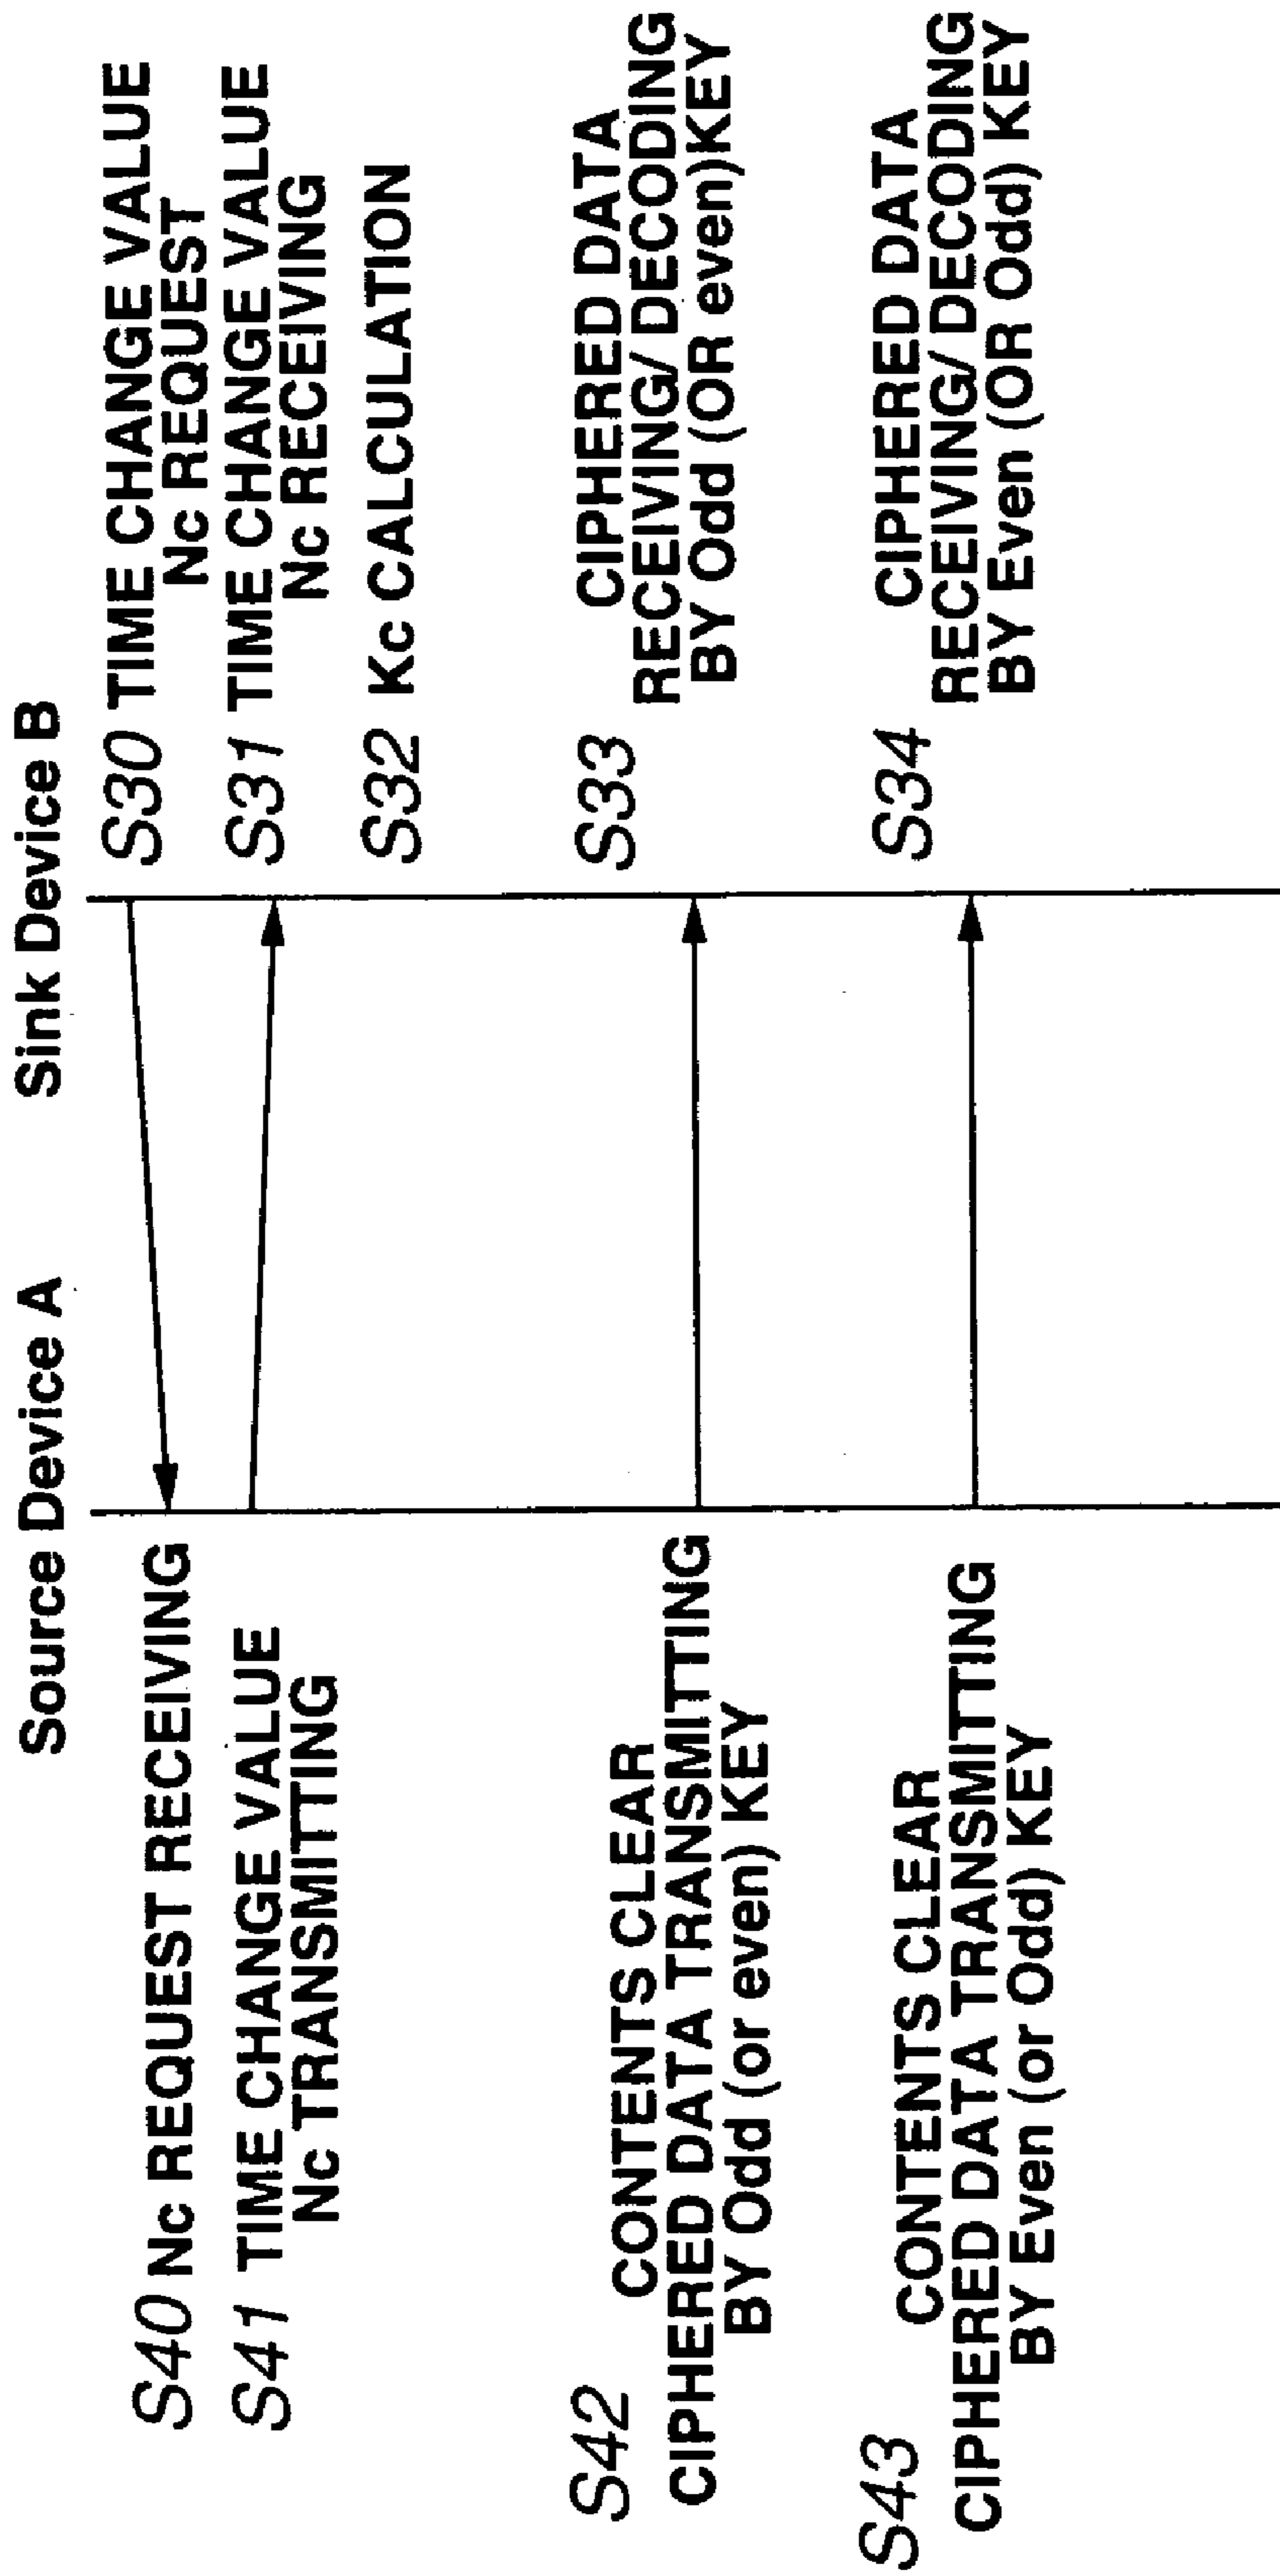 Source Device A
Sink Device B
S40 Nc REQUEST RECEIVING
S41 TIME CHANGE VALUE
Nc TRANSMITTING
S42
CONTENTS CLEAR
CIPHERED DATA TRANSMITTING
BY Odd (or even) KEY
S43
CONTENTS CLEAR
CIPHERED DATA TRANSMITTING
BY Even (or Odd) KEY
S30 TIME CHANGE VALUE
Nc REQUEST
S31 TIME CHANGE VALUE
Nc RECEIVING
S32 Kc CALCULATION
S33
CIPHERED DATA
RECEIVING/ DECODING
BY Odd (OR even)KEY
S34
CIPHERED DATA
RECEIVING/ DECODING
BY Even (OR Odd) KEY